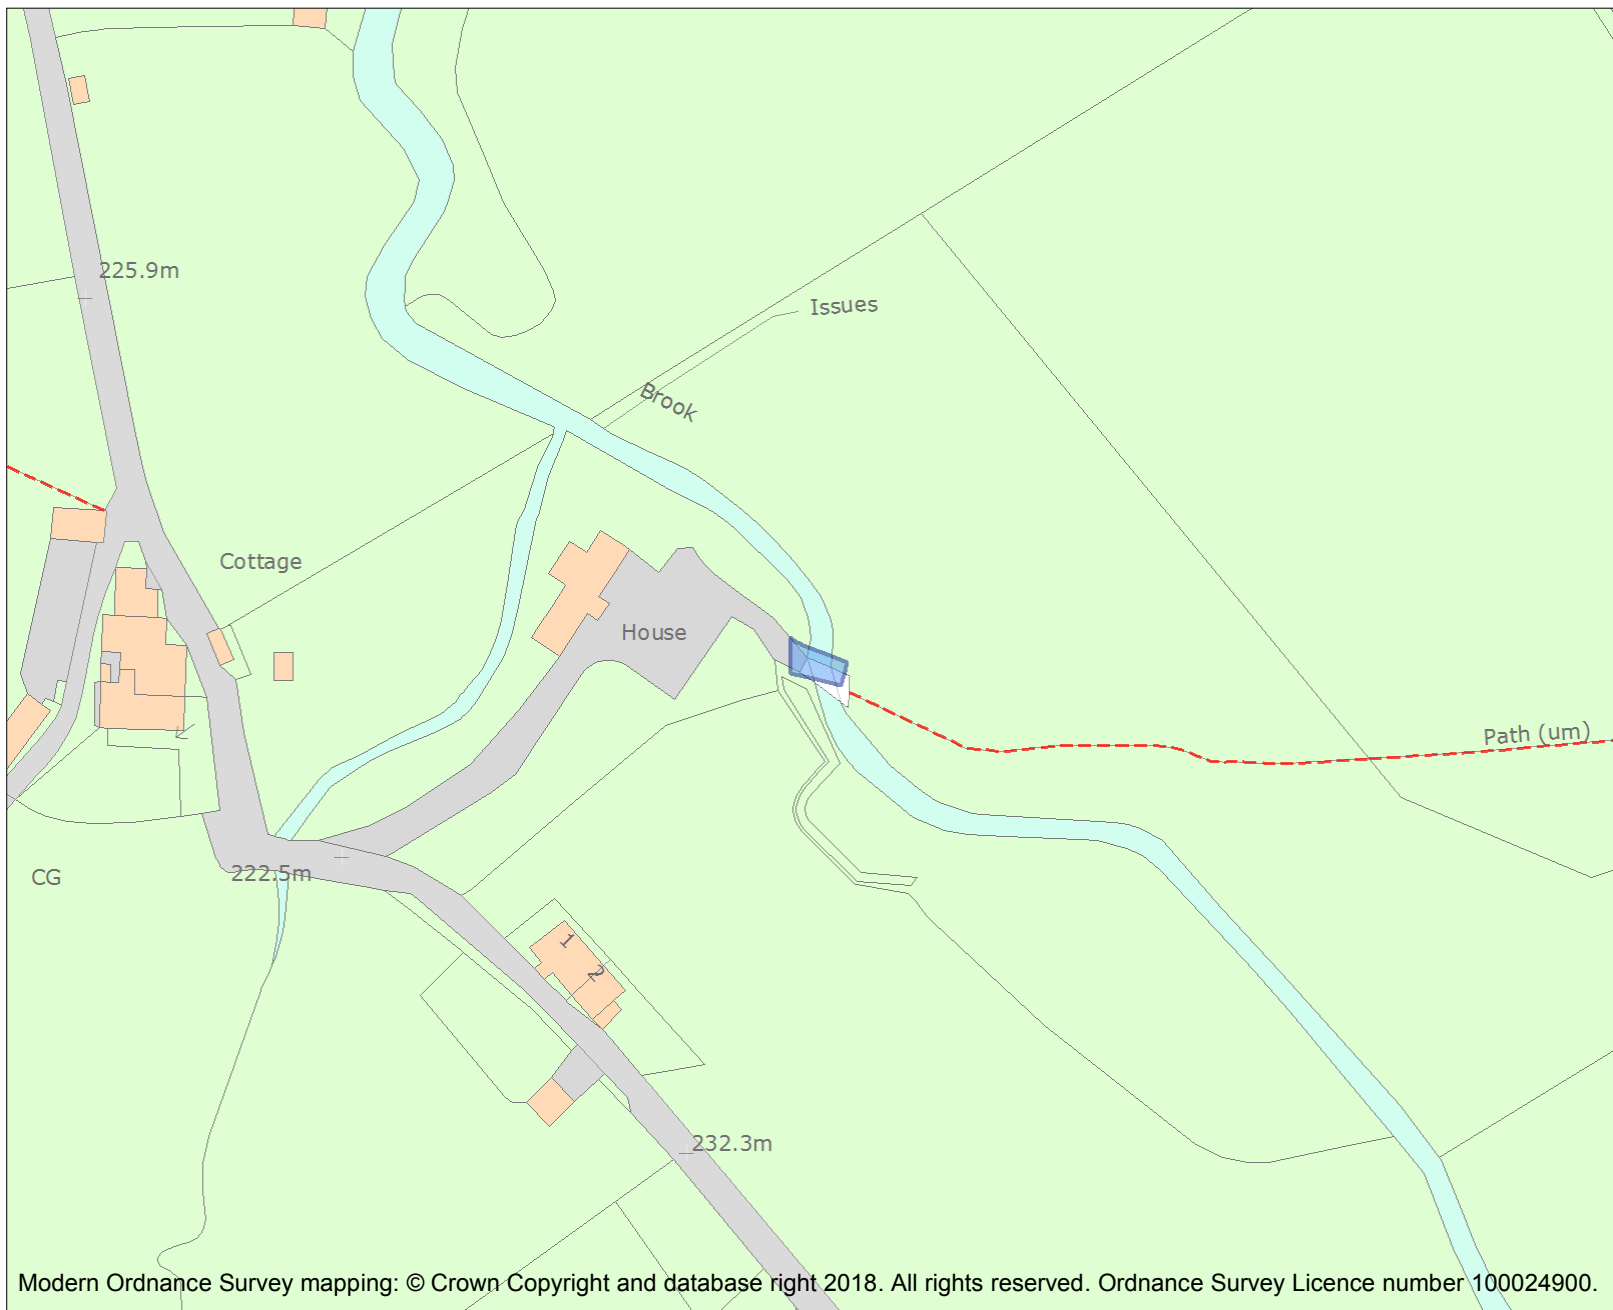 225.9m
Issues
Brook
Cottage
House
Path (um)
222.5m
CG
1
2
232.3m
Modern Ordnance Survey mapping: © Crown Copyright and database right 2018. All rights reserved. Ordnance Survey Licence number 100024900.